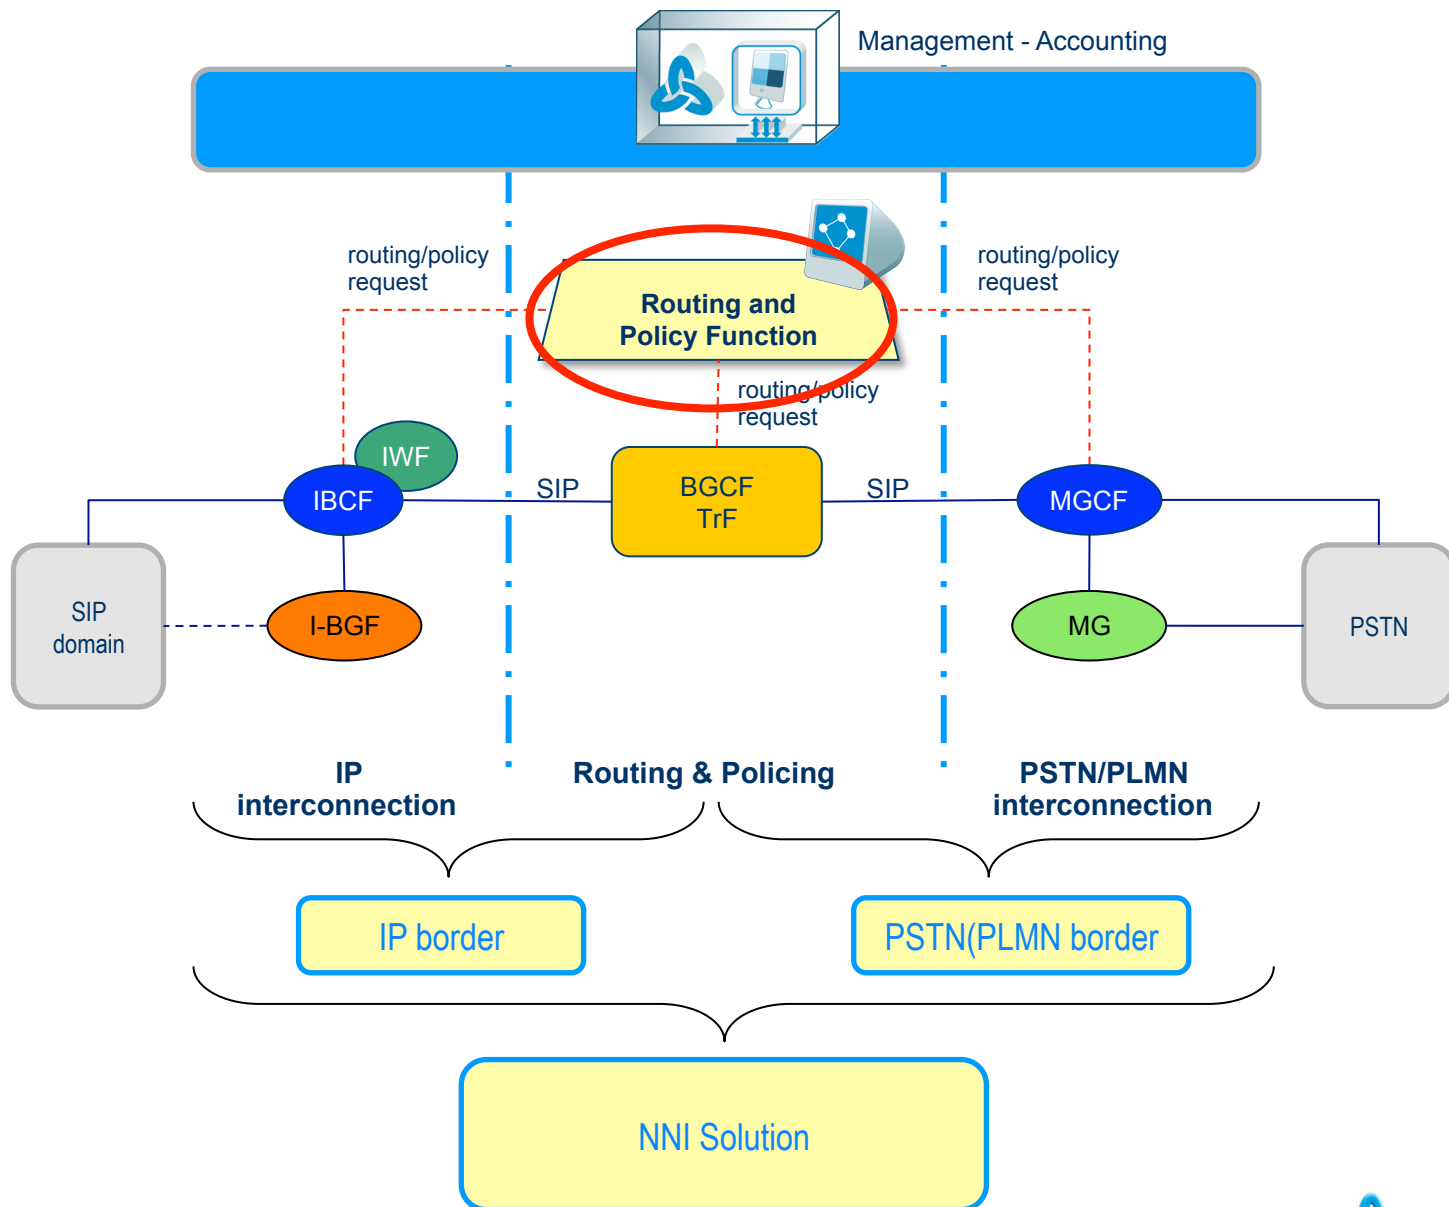 Management - Accounting
routing/policy
request
routing/policy
request
Routing and
Policy Function
routing/policy
request
IWF
IBCF
SIP
BGCF
TrF
SIP
MGCF
SIP
domain
I-BGF
MG
PSTN
IP
interconnection
Routing & Policing
PSTN/PLMN
interconnection
IP border
PSTN(PLMN border
NNI Solution